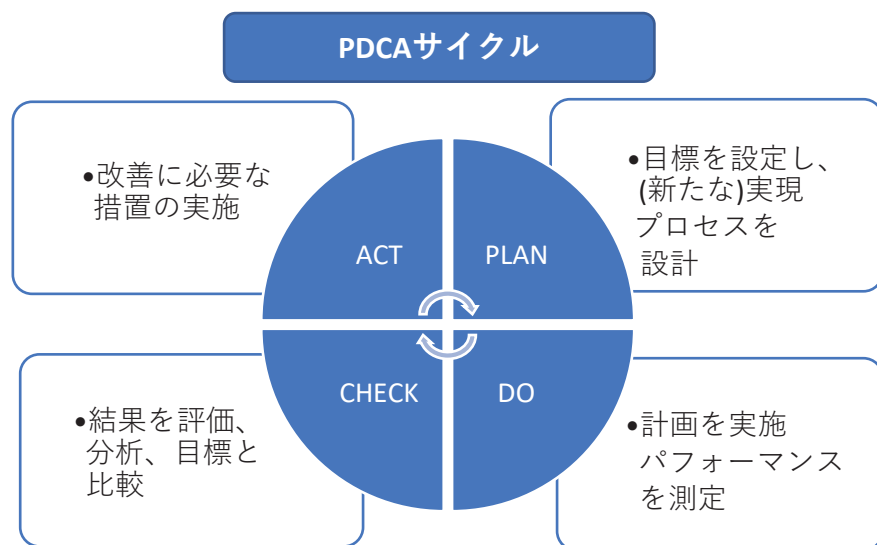 PDCAサイクル
•改善に必要な
措置の実施
•目標を設定し、
(新たな)実現
プロセスを
設計
ACT
PLAN
CHECK
DO
•結果を評価、
分析、目標と
比較
•計画を実施
パフォーマンス
を測定